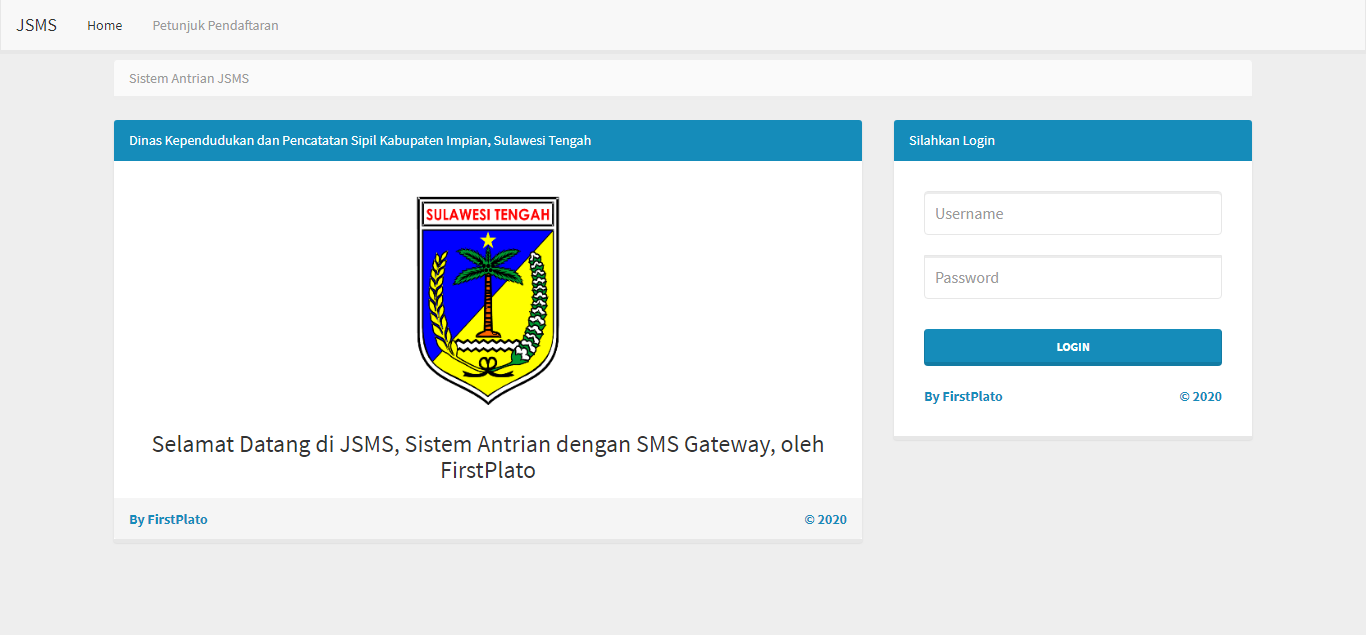 JSMS Home Petunjuk Pendaftaran
Sistem Antrian JSMS
Dinas Kependudukan dan Pencatatan Sipil Kabupaten Impian, Sulawesi Tengah
SULAWESI TENGAH
Selamat Datang di JSMS, Sistem Antrian dengan SMS Gateway, oleh
FirstPlato
By FirstPlato © 2020
Silahkan Login
Username
Password
LOGIN
By FirstPlato © 2020